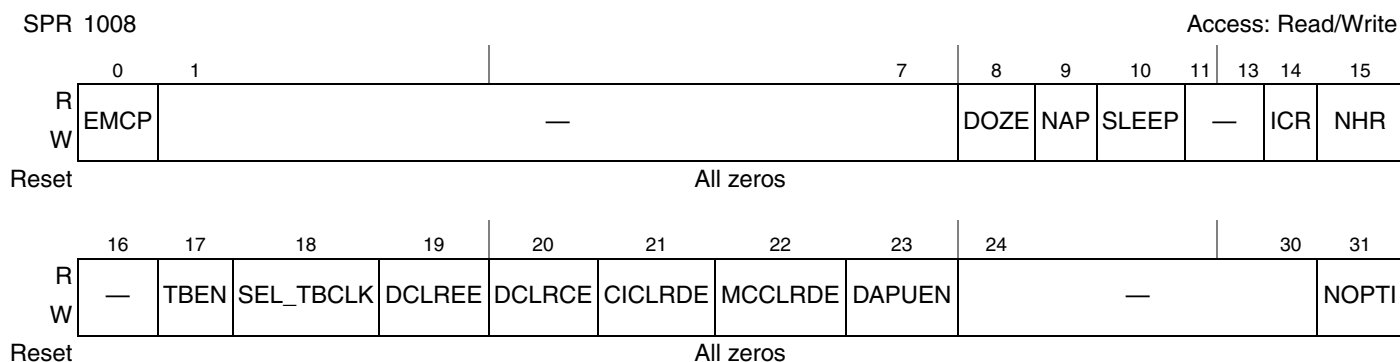 SPR 1008 Access: Read/Write
0 1 7 8 9 10 11 13 14 15
R
W
EMCP — DOZE NAP SLEEP — ICR NHR
Reset All zeros
16 17 18 19 20 21 22 23 24 30 31
R
W
— TBEN SEL_TBCLK DCLREE DCLRCE CICLRDE MCCLRDE DAPUEN — NOPTI
Reset All zeros